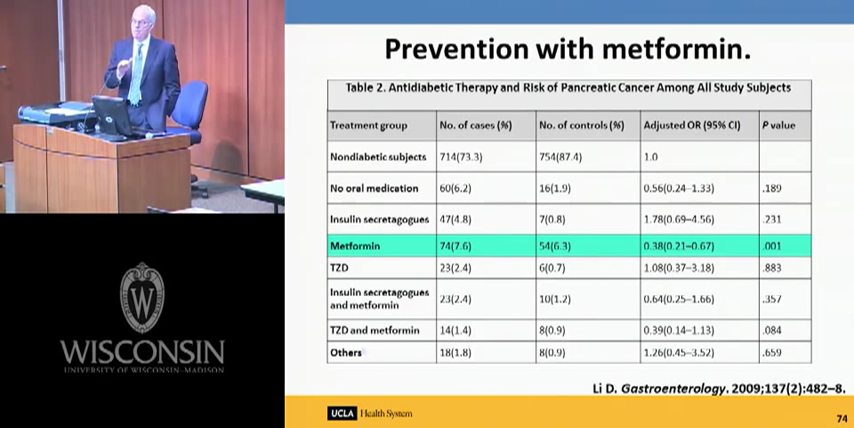 Prevention with metformin.
Table 2. Antidiabetic Therapy and Risk of Pancreatic Cancer Among All Study Subjects
Treatment group No. of cases (%) No. of controls (%) Adjusted OR (95% CI) P value
Nondiabetic subjects 714(73.3) 754(87.4) 1.0
No oral medication 60(6.2) 16(1.9) 0.56(0.24–1.33) .189
Insulin secretagogues 47(4.8) 7(0.8) 1.78(0.69–4.56) .231
Metformin 74(7.6) 54(6.3) 0.38(0.21–0.67) .001
TZD 23(2.4) 6(0.7) 1.08(0.37–3.18) .883
Insulin secretagogues
and metformin 23(2.4) 10(1.2) 0.64(0.25–1.66) .357
TZD and metformin 14(1.4) 8(0.9) 0.39(0.14–1.13) .084
Others 18(1.8) 8(0.9) 1.26(0.45–3.52) .659
Li D. Gastroenterology. 2009;137(2):482–8.
UCLA Health System
74
W
WISCONSIN
UNIVERSITY OF WISCONSIN–MADISON